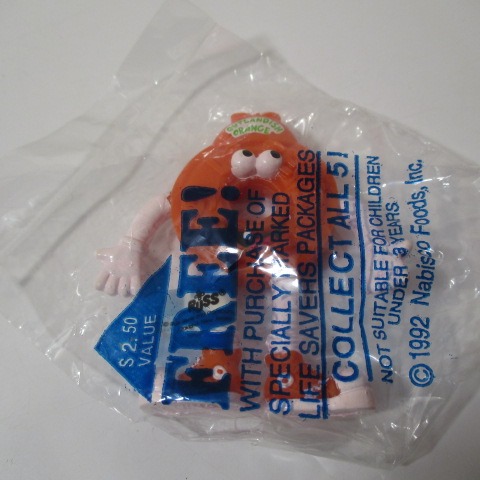 ORANGE
FREE!
$2.50
VALUE
WITH PURCHASE OF
SPECIALLY MARKED
LIFE SAVERS PACKAGES
COLLECT ALL 5!
NOT SUITABLE FOR CHILDREN
UNDER 3 YEARS.
© 1992 Nabisco Foods, Inc.